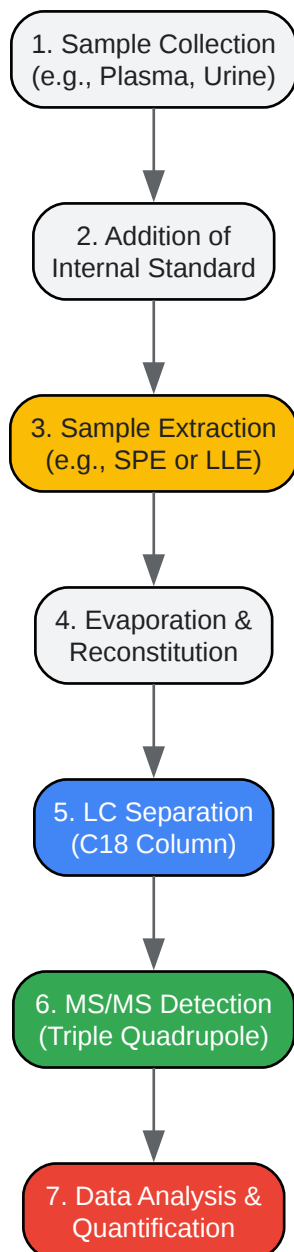 1. Sample Collection
(e.g., Plasma, Urine)
2. Addition of
Internal Standard
3. Sample Extraction
(e.g., SPE or LLE)
4. Evaporation &
Reconstitution
5. LC Separation
(C18 Column)
6. MS/MS Detection
(Triple Quadrupole)
7. Data Analysis &
Quantification